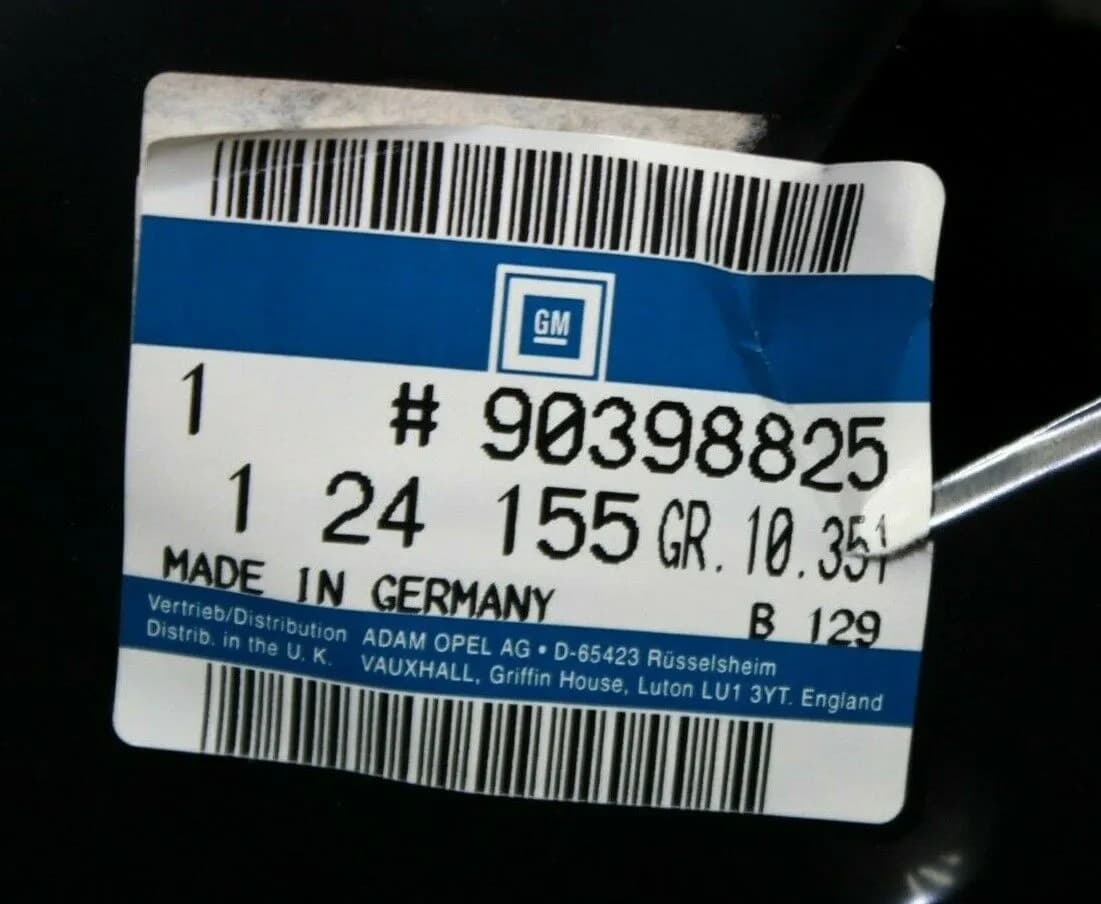 GM
1 # 90398825
1 24 155 GR. 10.351
MADE IN GERMANY B 129
Vertrieb/Distribution ADAM OPEL AG • D-65423 Rüsselsheim
Distrib. in the U. K. VAUXHALL, Griffin House, Luton LU1 3YT. England